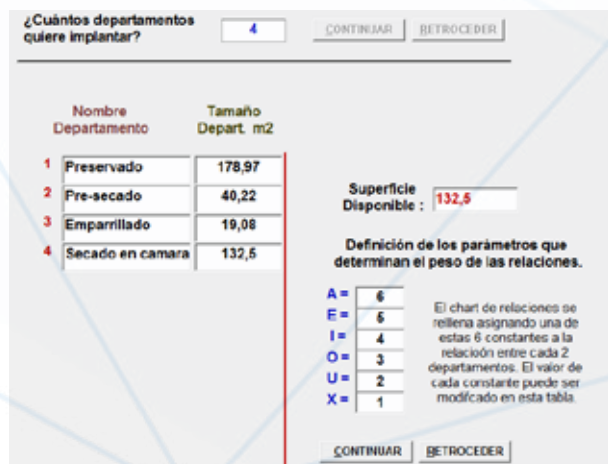 ¿Cuántos departamentos
quiere implantar?
4
CONTINUAR
RETROCEDER
Nombre
Departamento
Tamaño
Depart. m2
1 Preservado 178,97
2 Pre-secado 40,22
3 Emparrillado 19,08
4 Secado en camara 132,5
Superficie
Disponible : 132,5
Definición de los parámetros que
determinan el peso de las relaciones.
A = 6
E = 5
I = 4
O = 3
U = 2
X = 1
El chart de relaciones se
rellena asignando una de
estas 6 constantes a la
relacioón entre cada 2
departamentos. El valor de
cada constante puede ser
modifcado en esta tabla.
CONTINUAR
RETROCEDER